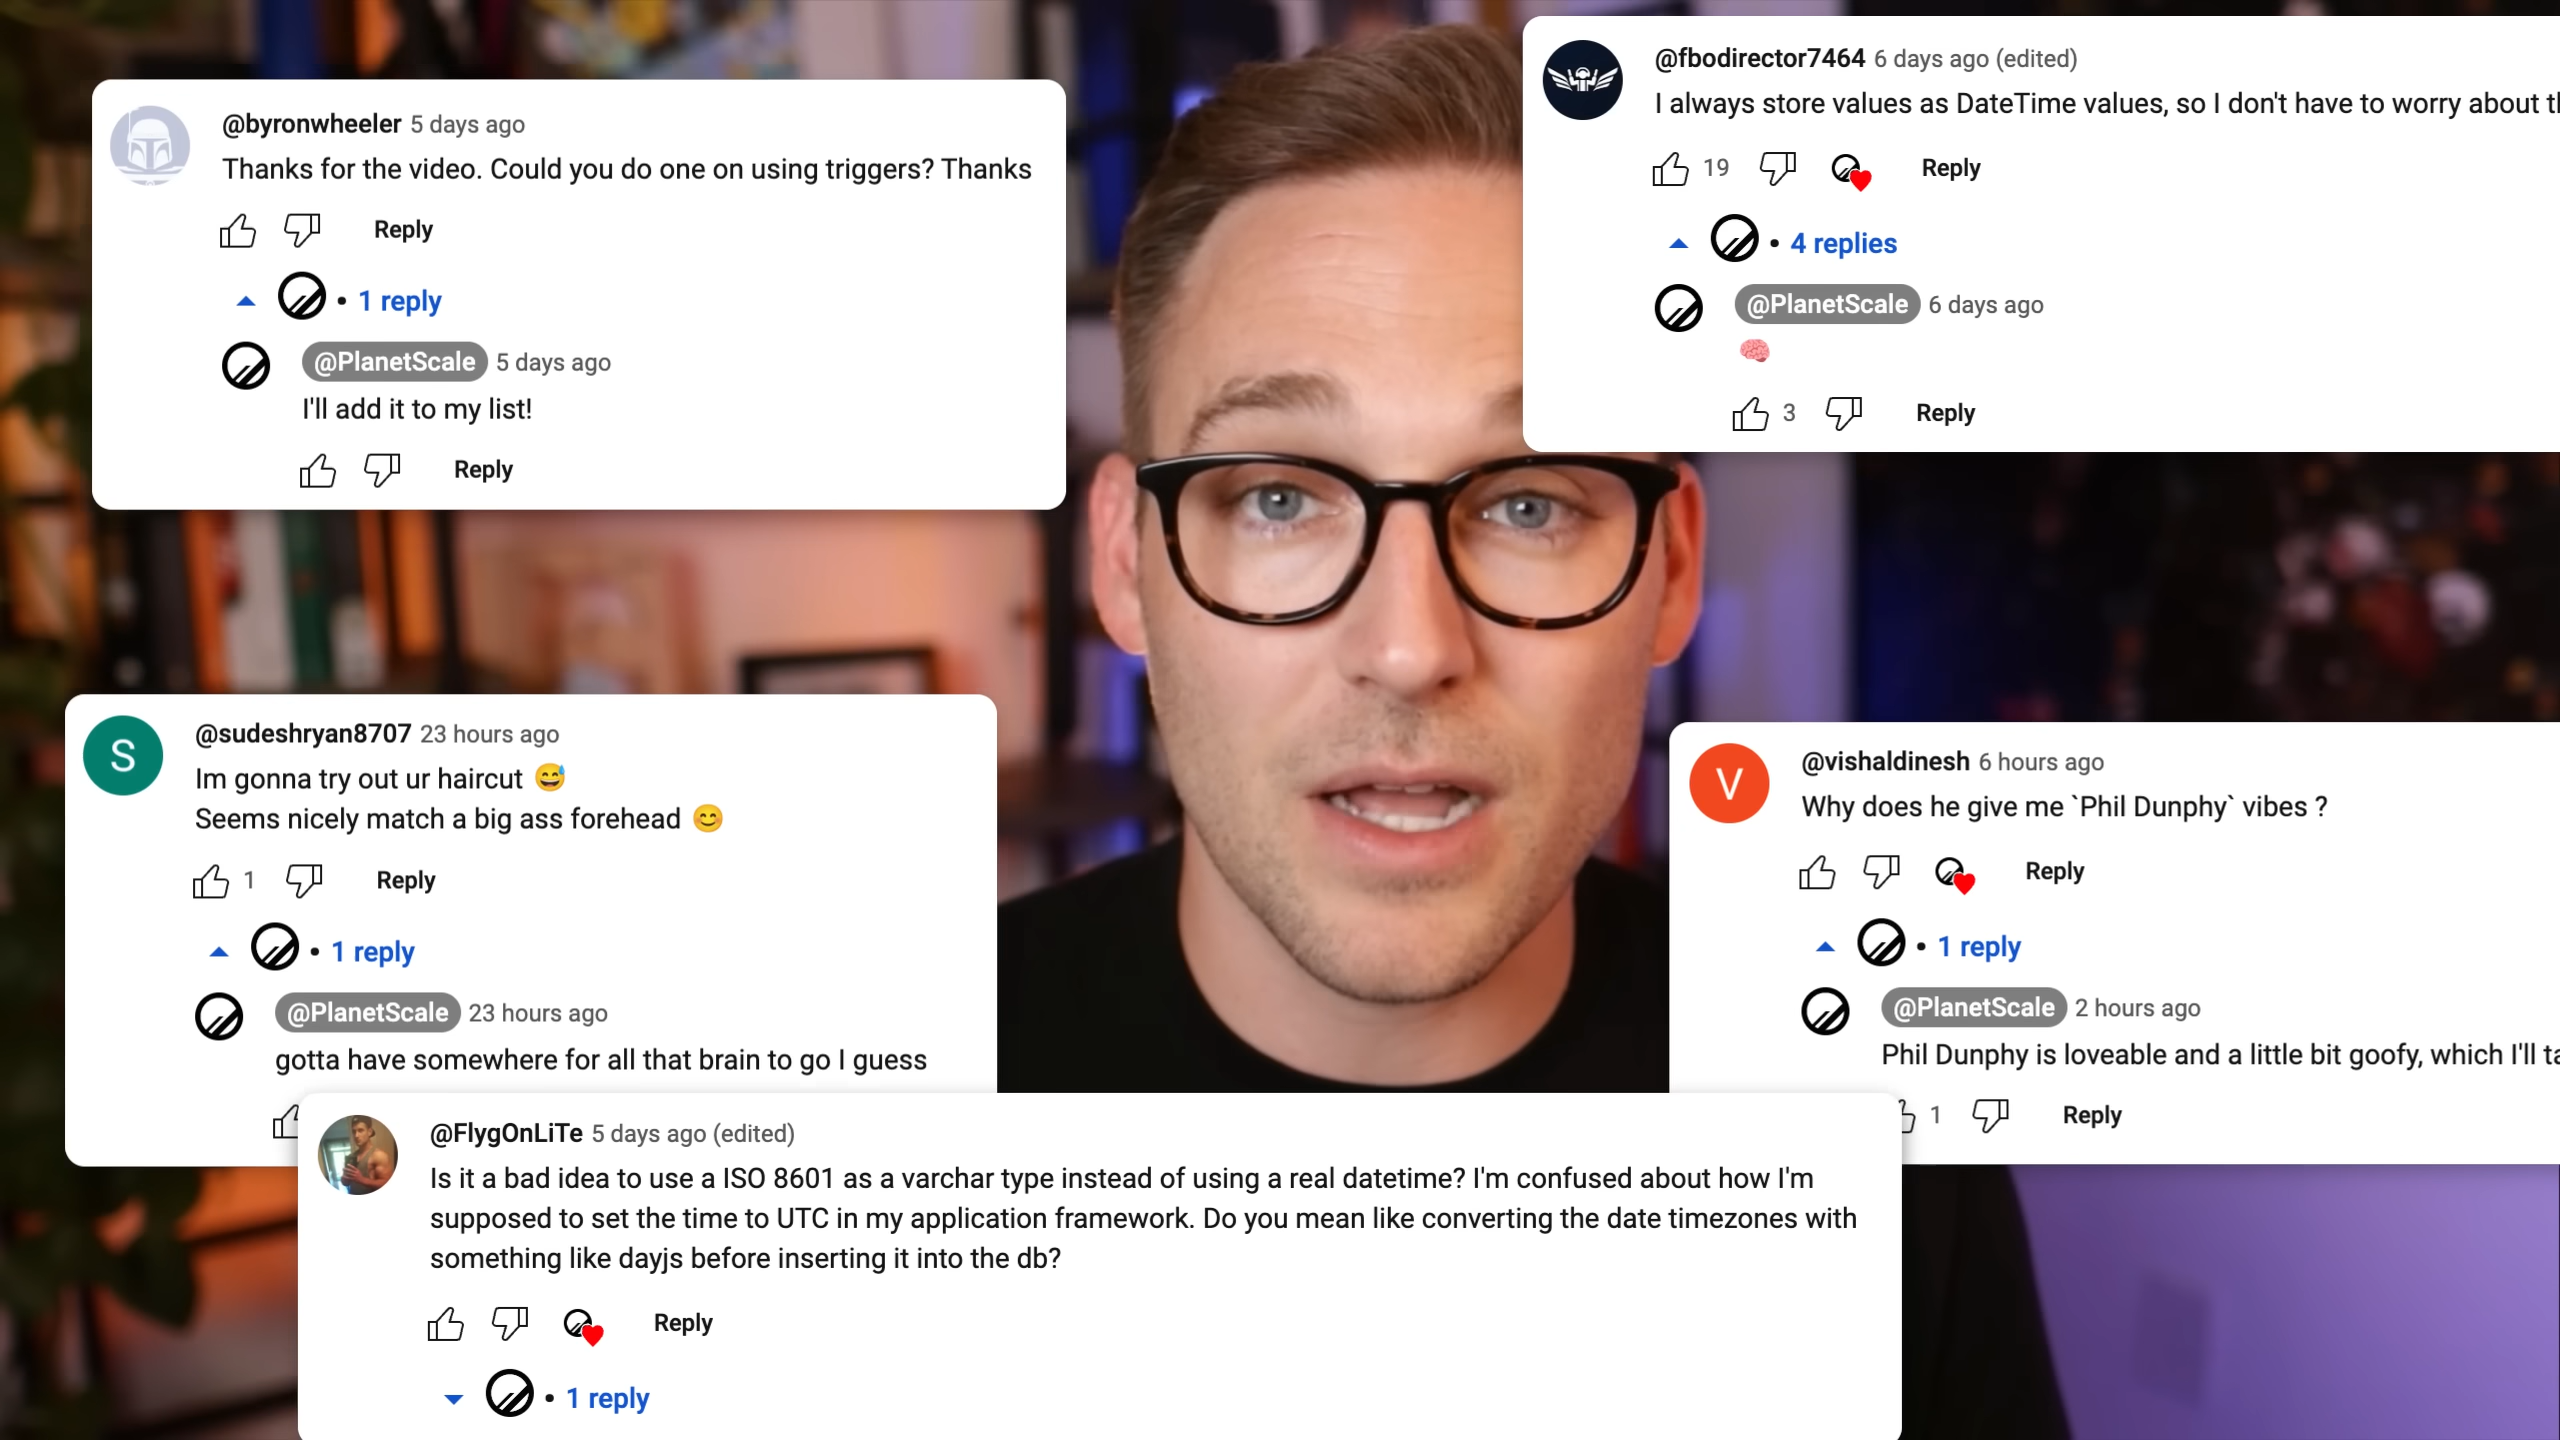 @byronwheeler 5 days ago
Thanks for the video. Could you do one on using triggers? Thanks
Reply
1 reply
@PlanetScale 5 days ago
I'll add it to my list!
Reply
@fbodirector7464 6 days ago (edited)
I always store values as DateTime values, so I don't have to worry about
19 Reply
4 replies
@PlanetScale 6 days ago
🧠
3 Reply
S
@sudeshryan8707 23 hours ago
Im gonna try out ur haircut 😅
Seems nicely match a big ass forehead 😊
1 Reply
1 reply
@PlanetScale 23 hours ago
gotta have somewhere for all that brain to go I guess
V
@vishaldinesh 6 hours ago
Why does he give me `Phil Dunphy` vibes ?
Reply
1 reply
@PlanetScale 2 hours ago
Phil Dunphy is loveable and a little bit goofy, which I'll
1 Reply
@FlygOnLiTe 5 days ago (edited)
Is it a bad idea to use a ISO 8601 as a varchar type instead of using a real datetime? I'm confused about how I'm
supposed to set the time to UTC in my application framework. Do you mean like converting the date timezones with
something like dayjs before inserting it into the db?
Reply
1 reply